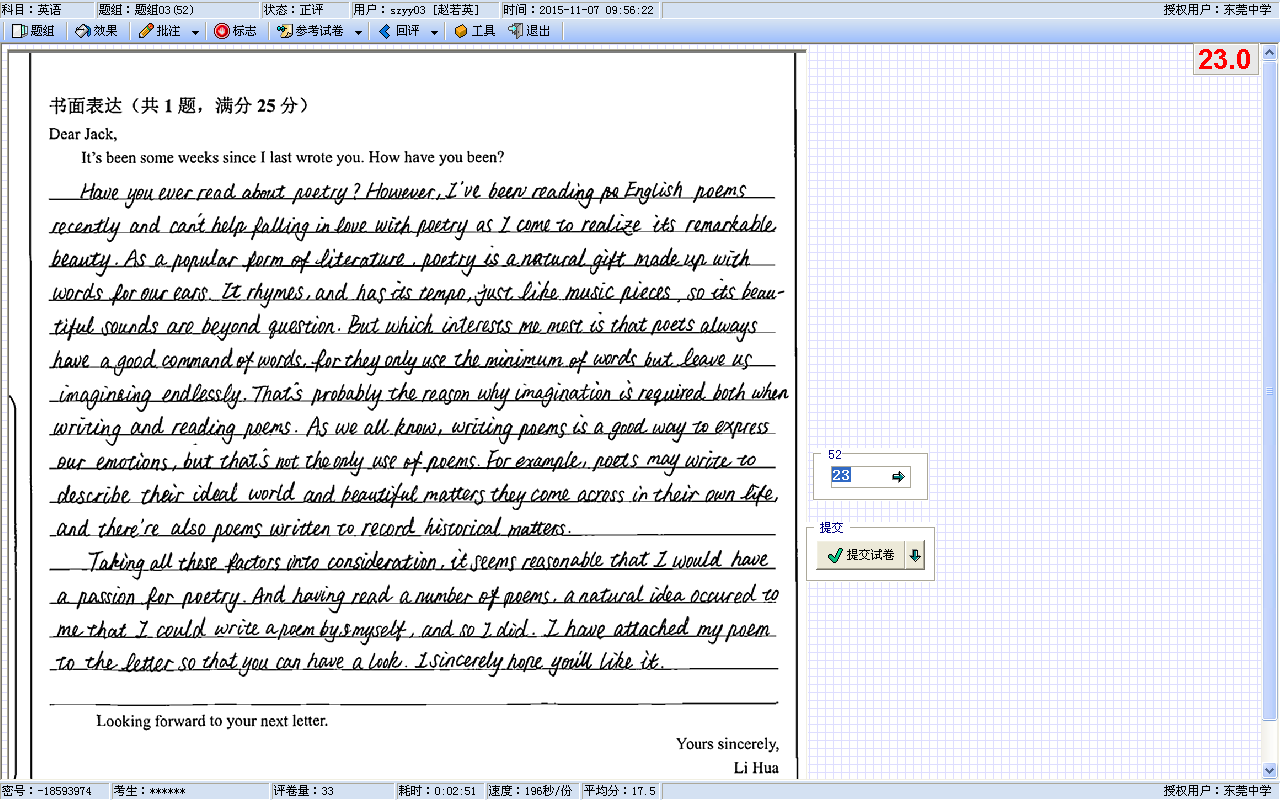 科目：英语 题组：题组03(52) 状态：正评 用户：szyy03 [赵若英] 时间：2015-11-07 09:56:22 授权用户：东莞中学
题组 效果 批注 标志 参考试卷 回评 工具 退出
23.0
书面表达（共 1 题，满分 25 分）
Dear Jack,
It's been some weeks since I last wrote you. How have you been?
Have you ever read about poetry? However, I've been reading English poems
recently and can't help falling in love with poetry as I come to realize its remarkable
beauty. As a popular form of literature, poetry is a natural gift made up with
words for our ears. It rhymes, and has its tempo, just like music pieces, so its beau-
tiful sounds are beyond question. But which interests me most is that poets always
have a good command of words, for they only use the minimum of words but leave us
imagining endlessly. That's probably the reason why imagination is required both when
writing and reading poems. As we all know, writing poems is a good way to express
our emotions, but that's not the only use of poems. For example, poets may write to
describe their ideal world and beautiful matters they come across in their own life,
and there're also poems written to record historical matters.
Taking all these factors into consideration, it seems reasonable that I would have
a passion for poetry. And having read a number of poems, a natural idea occured to
me that I could write a poem by myself, and so I did. I have attached my poem
to the letter so that you can have a look. I sincerely hope you'll like it.
Looking forward to your next letter.
Yours sincerely,
Li Hua
52
23
提交
提交试卷
密号：-18593974 考生：****** 评卷量：33 耗时：0:02:51 速度：196秒/份 平均分：17.5 授权用户：东莞中学